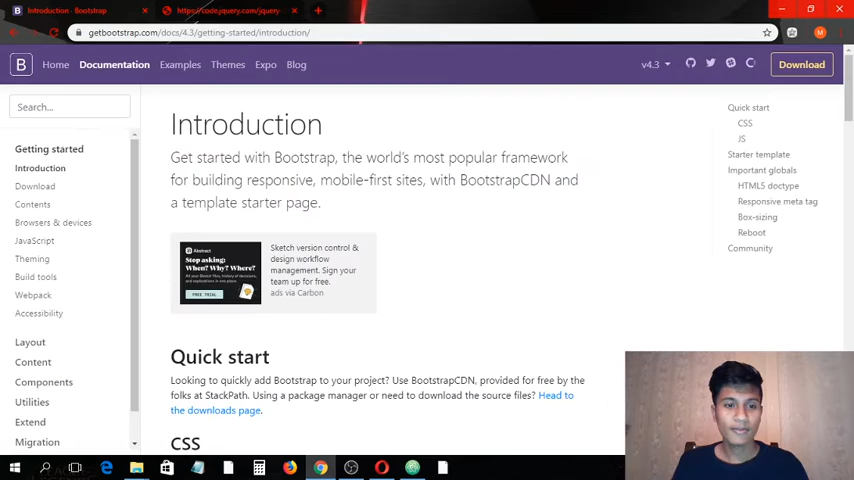 Introduction · Bootstrap
https://code.jquery.com/jquery
getbootstrap.com/docs/4.3/getting-started/introduction/
M
B
Home
Documentation
Examples
Themes
Expo
Blog
v4.3
Download
Search...
Getting started
Introduction
Download
Contents
Browsers & devices
JavaScript
Theming
Build tools
Webpack
Accessibility
Layout
Content
Components
Utilities
Extend
Migration
Introduction
Get started with Bootstrap, the world's most popular framework
for building responsive, mobile-first sites, with BootstrapCDN and
a template starter page.
Abstract
Stop asking:
When? Why? Where?
FREE TRIAL
Sketch version control &
design workflow
management. Sign your
team up for free.
ads via Carbon
Quick start
Looking to quickly add Bootstrap to your project? Use BootstrapCDN, provided for free by the
folks at StackPath. Using a package manager or need to download the source files? Head to
the downloads page.
CSS
Quick start
CSS
JS
Starter template
Important globals
HTML5 doctype
Responsive meta tag
Box-sizing
Reboot
Community